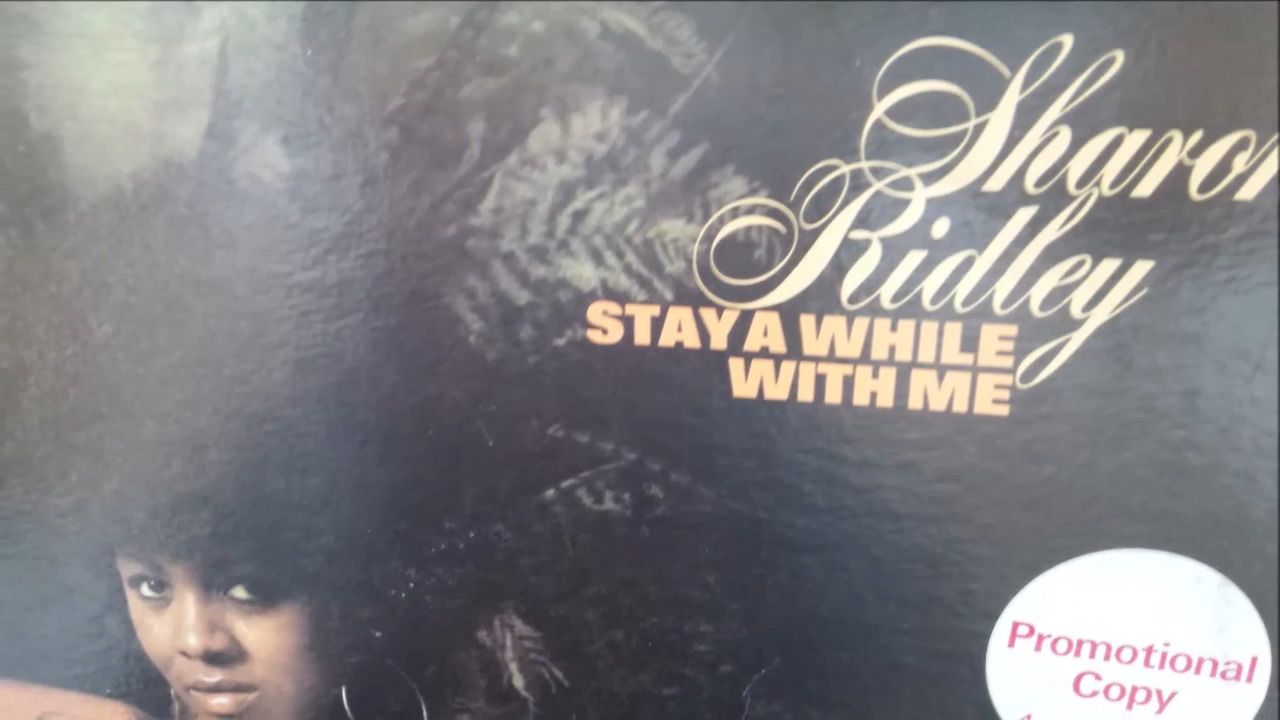 Sharon
Ridley
STAY A WHILE
WITH ME
Promotional
Copy